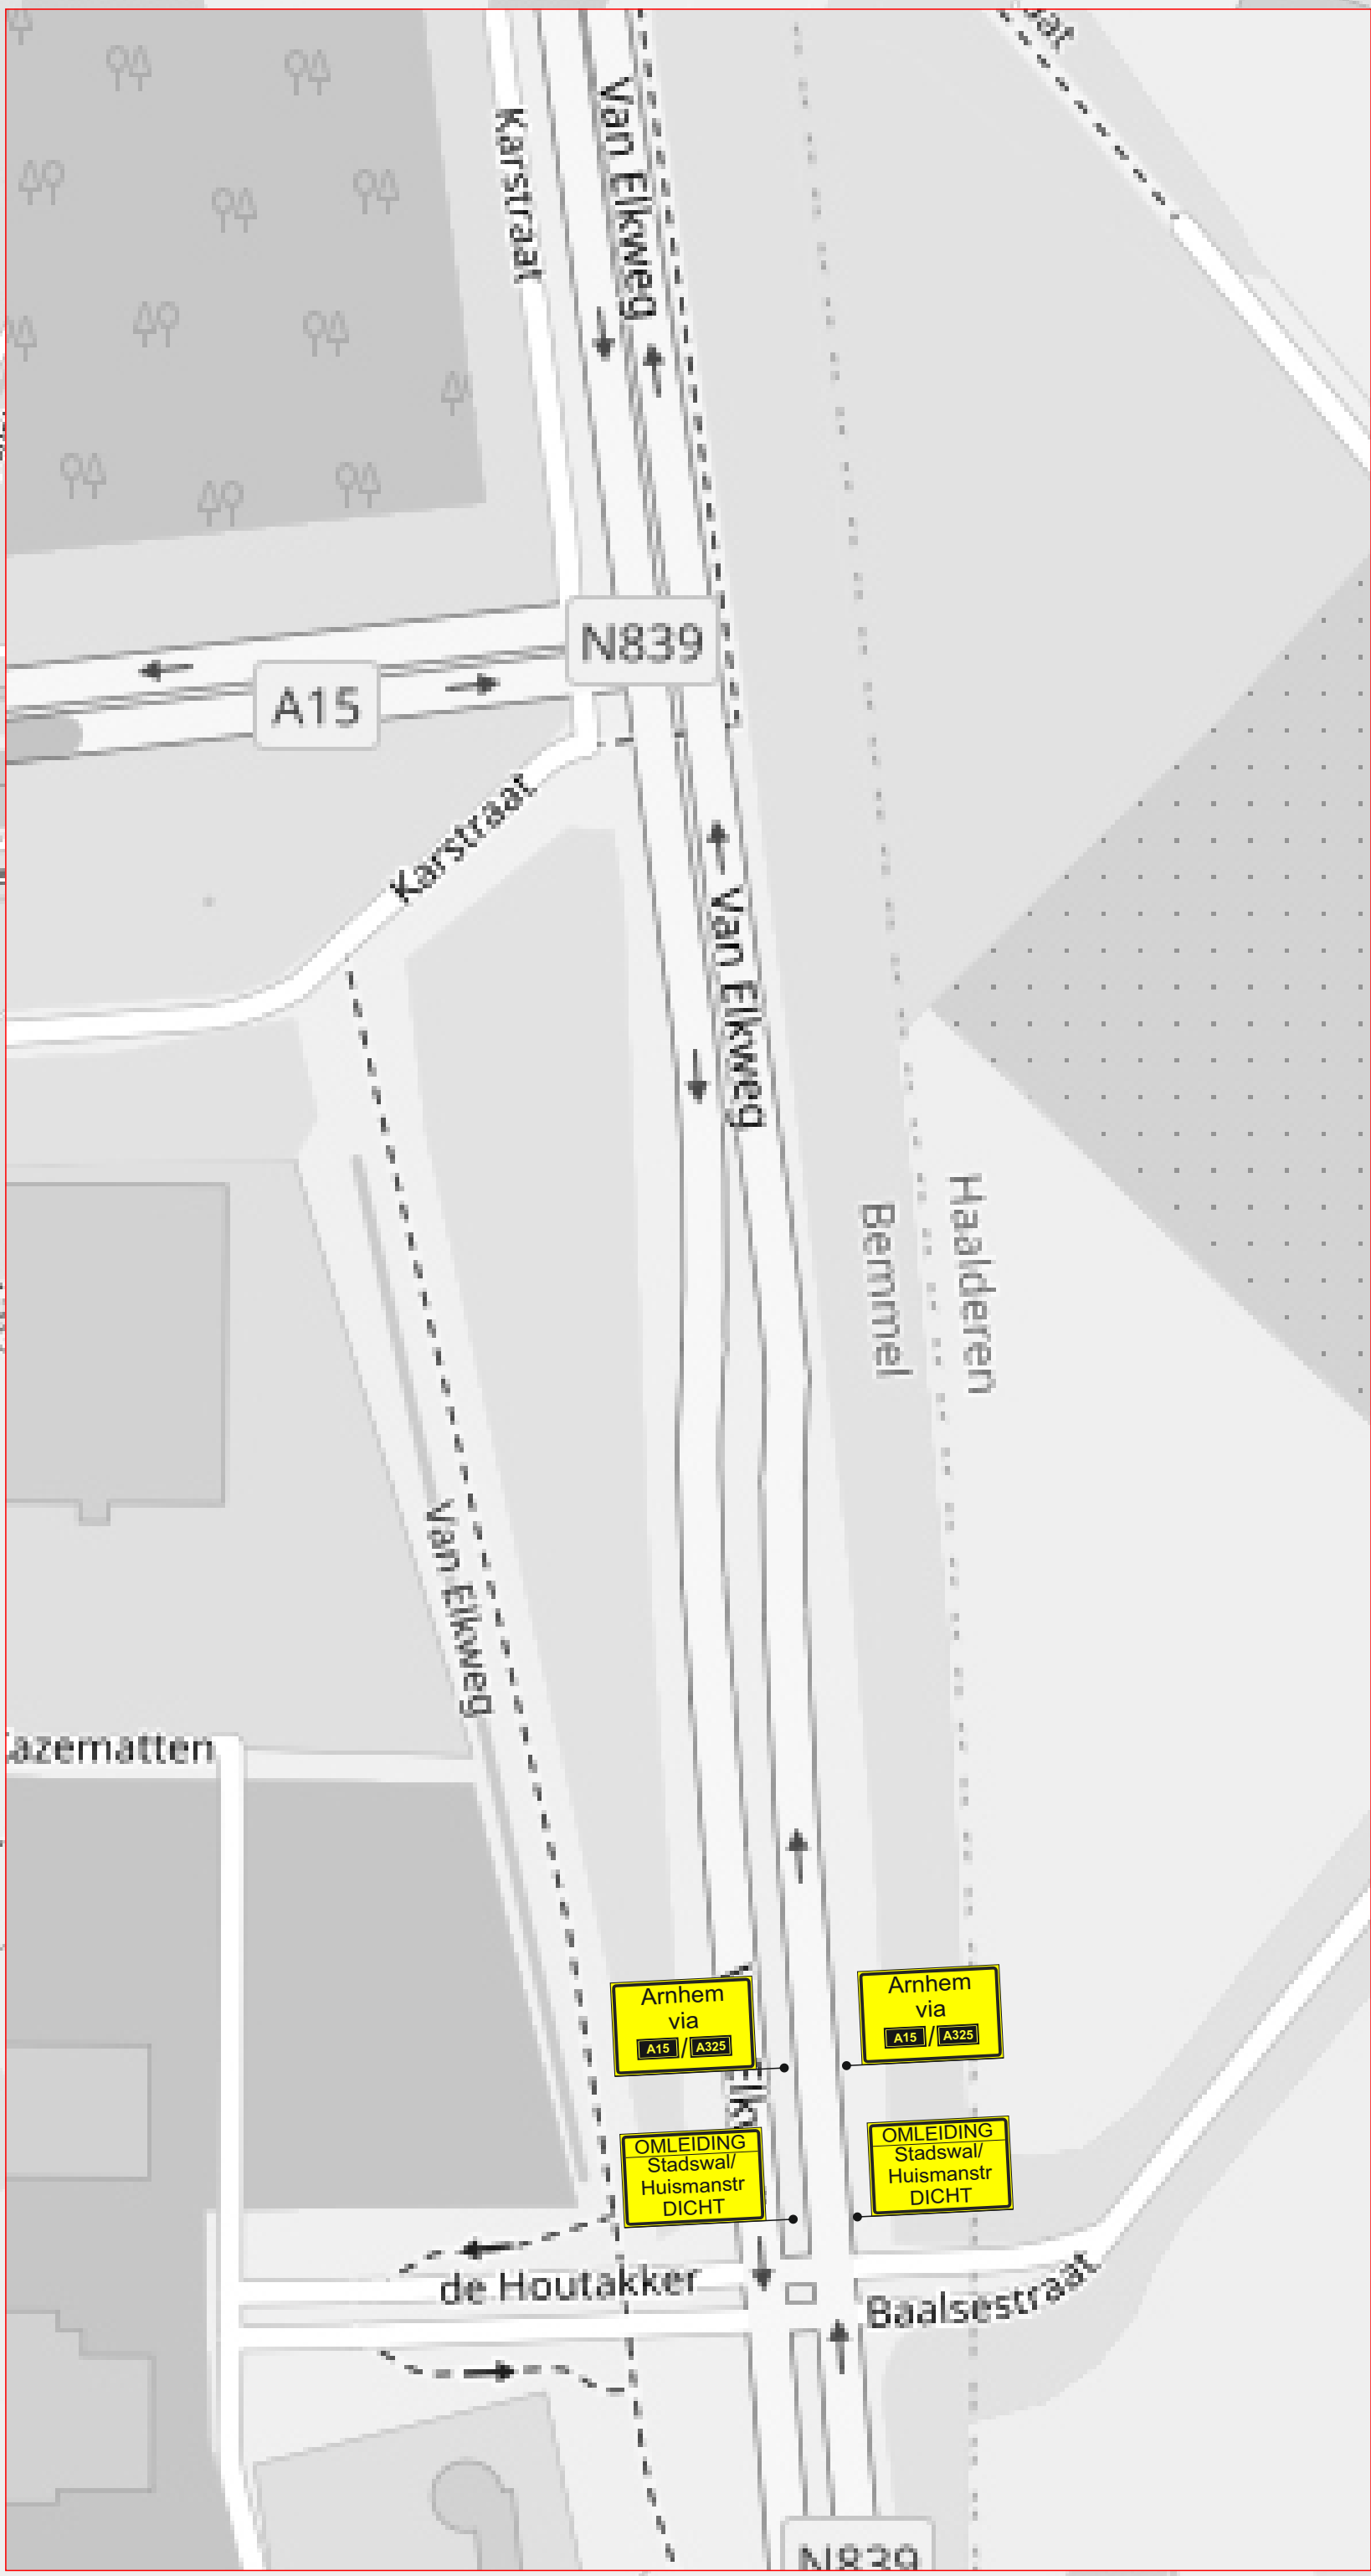 Karstraat
Van Elkweg
N839
A15
Karstraat
Van Elkweg
Haalderen
Bemmel
Van Elkweg
Arnhem
via
A15/A325
Arnhem
via
A15/A325
OMLEIDING
Stadswal/
Huismanstr
DICHT
OMLEIDING
Stadswal/
Huismanstr
DICHT
de Houtakker
Baalsestraat
N839